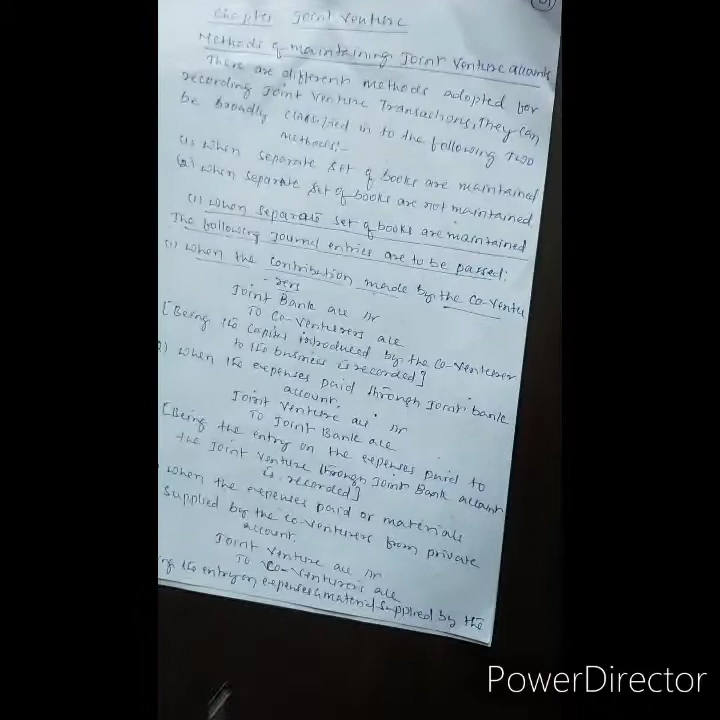 Chapter Joint Venture
Methods of maintaining Joint Venture accounts
There are different methods adopted for
recording Joint Venture Transactions, They can
be broadly classified in to the following two
methods:-
(1) when separate set of books are maintained
(2) when separate set of books are not maintained.
(1) when separate set of books are maintained
The following Journal entries are to be passed:
(1) when the contribution made by the co-ventu
-rers
Joint Bank a/c Dr
To Co-venturers a/c
[Being the capital introduced by the co-venturer
to the business is recorded]
) when the expenses paid through Joint bank
account.
Joint Venture a/c Dr
To Joint Bank a/c
[Being the entry on the expenses paid to
the Joint venture through Joint Bank account
is recorded]
when the expenses paid or materials
supplied by the co-venturers from private
account.
Joint Venture a/c Dr
To Co-venturers a/c
ing the entry on expenses & material supplied by the
PowerDirector